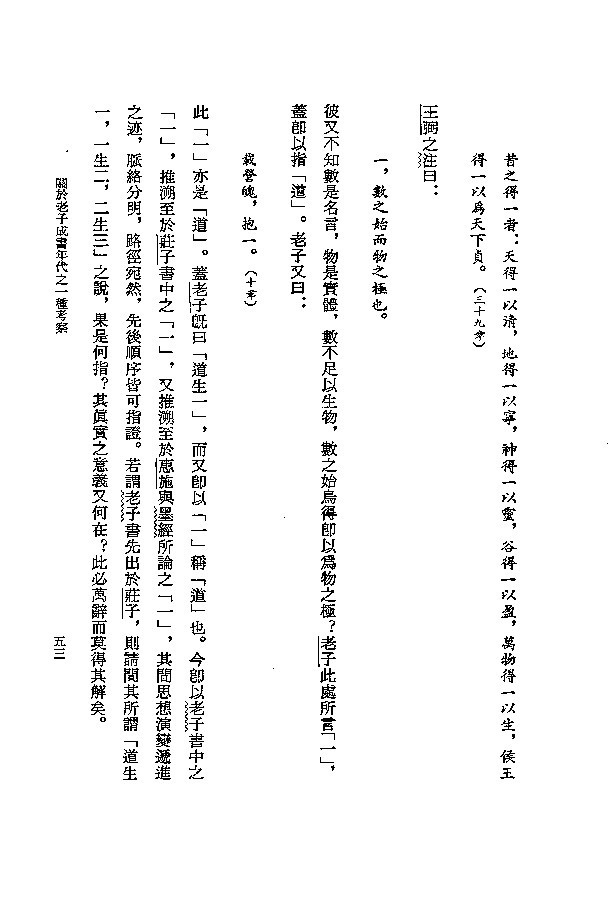 昔之得一者：天得一以清，地得一以寧，神得一以靈，谷得一以盈，萬物得一以生，侯王
得一以爲天下貞。（三十九章）
王弼之注曰：
一，數之始而物之極也。
彼又不知數是名言，物是實體，數不足以生物，數之始烏得卽以爲物之極？老子此處所言「一」，
蓋卽以指「道」。老子又曰：
載營魄，抱一。（十章）
此「一」亦是「道」。蓋老子旣曰「道生一」，而又卽以「一」稱「道」也。今卽以老子書中之
「一」，推溯至於莊子書中之「一」，又推溯至於惠施與墨經所論之「一」，其間思想演變遞進
之迹，脈絡分明，路徑宛然，先後順序皆可指證。若謂老子書先出於莊子，則請問其所謂「道生
一，一生二，二生三」之說，果是何指？其眞實之意義又何在？此必萬辭而莫得其解矣。
關於老子成書年代之一種考察
五三